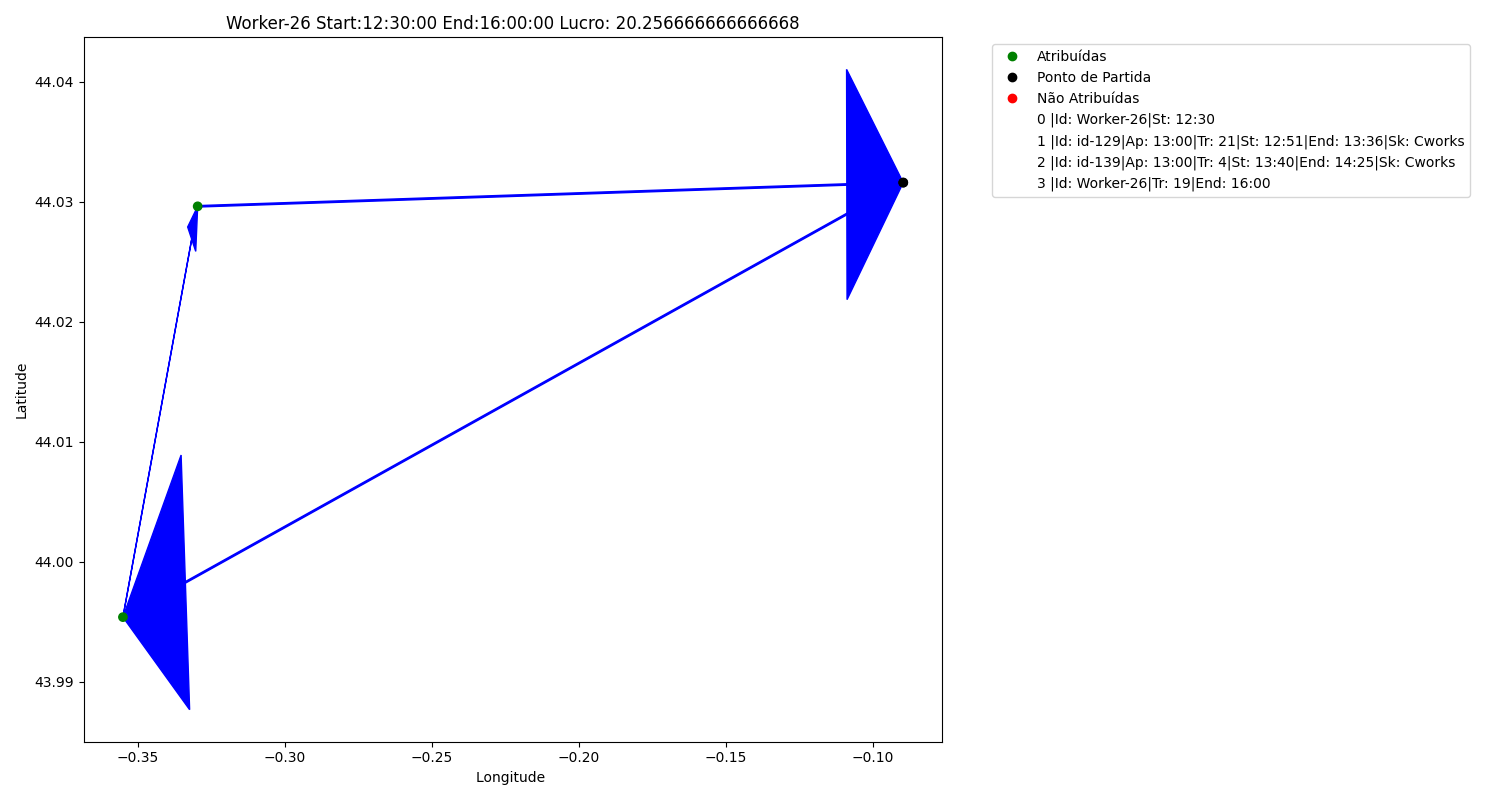 Worker-26 Start:12:30:00 End:16:00:00 Lucro: 20.256666666666668
44.04
44.03
44.02
44.01
44.00
43.99
Latitude
−0.35
−0.30
−0.25
−0.20
−0.15
−0.10
Longitude
Atribuídas
Ponto de Partida
Não Atribuídas
0 |Id: Worker-26|St: 12:30
1 |Id: id-129|Ap: 13:00|Tr: 21|St: 12:51|End: 13:36|Sk: Cworks
2 |Id: id-139|Ap: 13:00|Tr: 4|St: 13:40|End: 14:25|Sk: Cworks
3 |Id: Worker-26|Tr: 19|End: 16:00